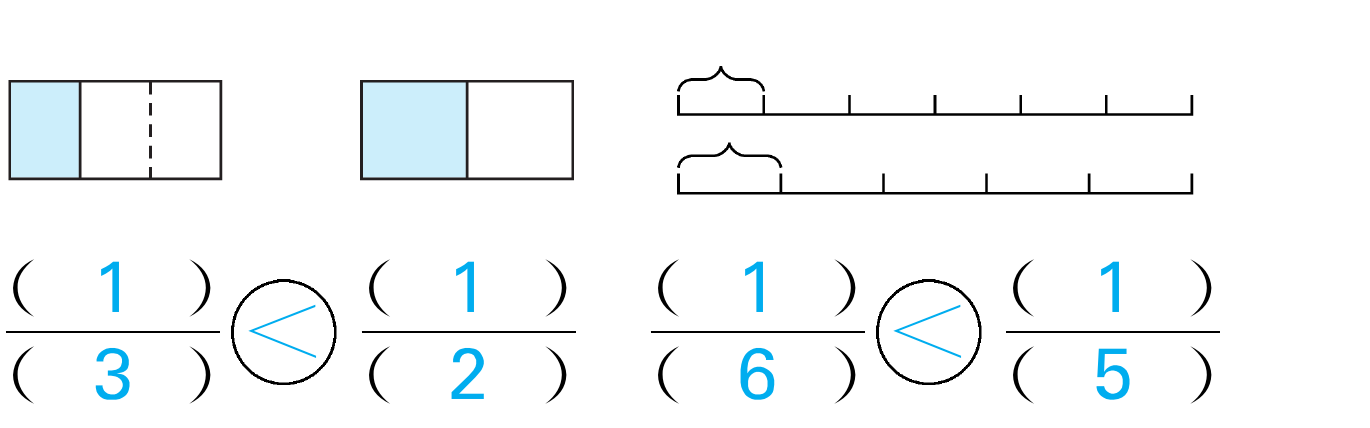 ( 1 ) ( 1 ) ( 1 ) ( 1 )
< <
( 3 ) ( 2 ) ( 6 ) ( 5 )